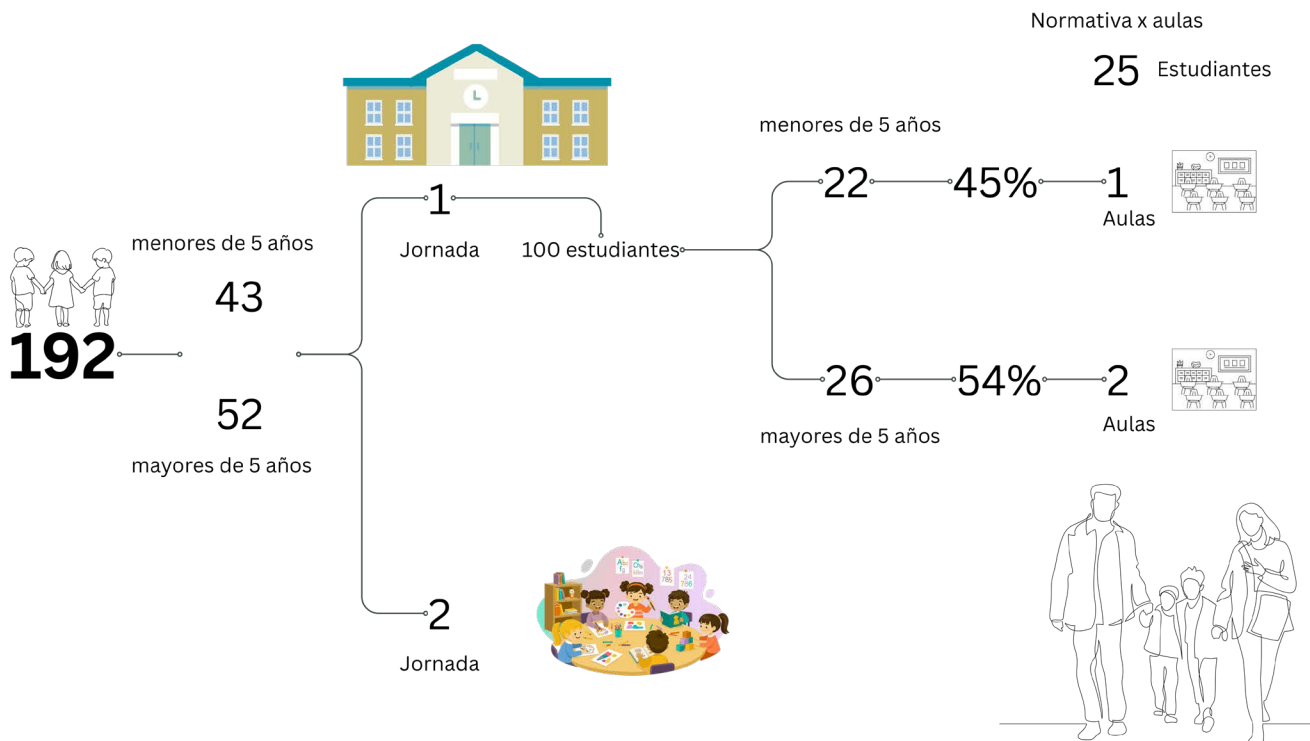 Normativa x aulas
25 Estudiantes
menores de 5 años
22 45% 1
Aulas
1
Jornada
100 estudiantes
menores de 5 años
43
192
52
mayores de 5 años
26 54% 2
Aulas
mayores de 5 años
2
Jornada